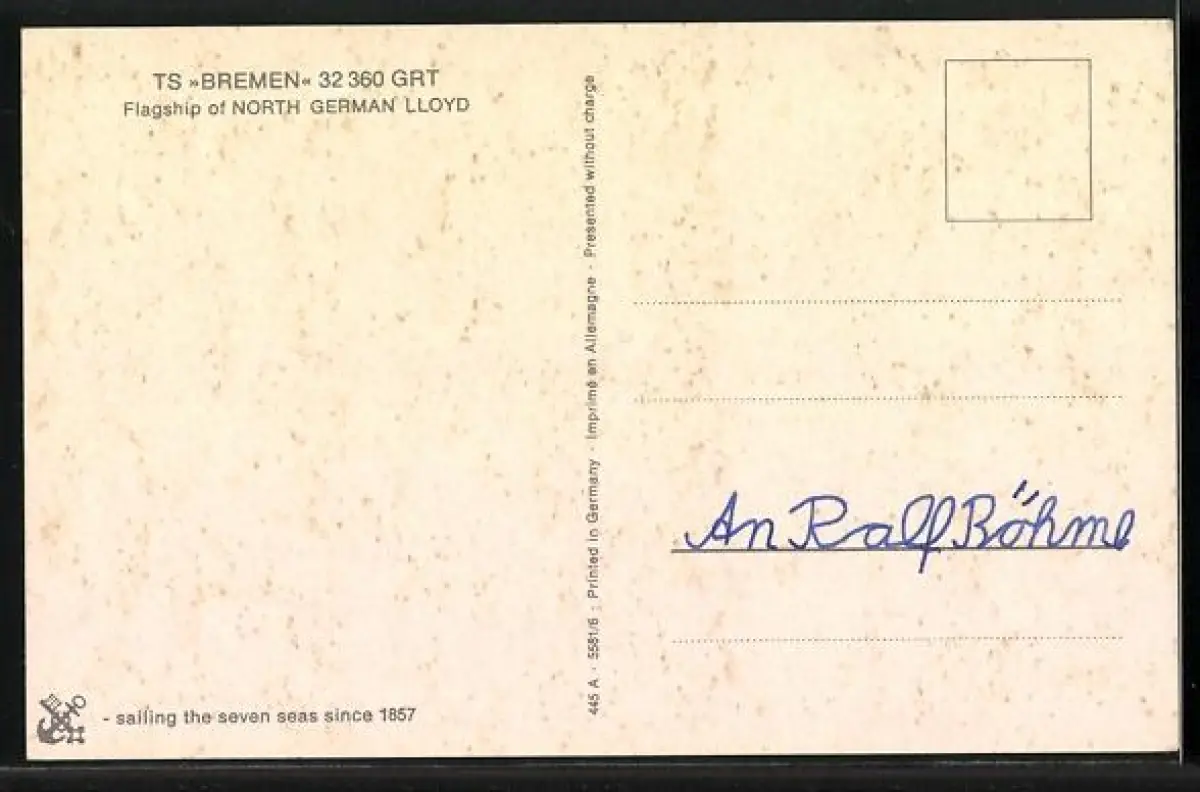 TS »BREMEN« 32 360 GRT
Flagship of NORTH GERMAN LLOYD
- sailing the seven seas since 1857
445 A · 5581/6 · Printed in Germany · Imprimé en Allemagne · Presented without charge
An Ralf Böhme